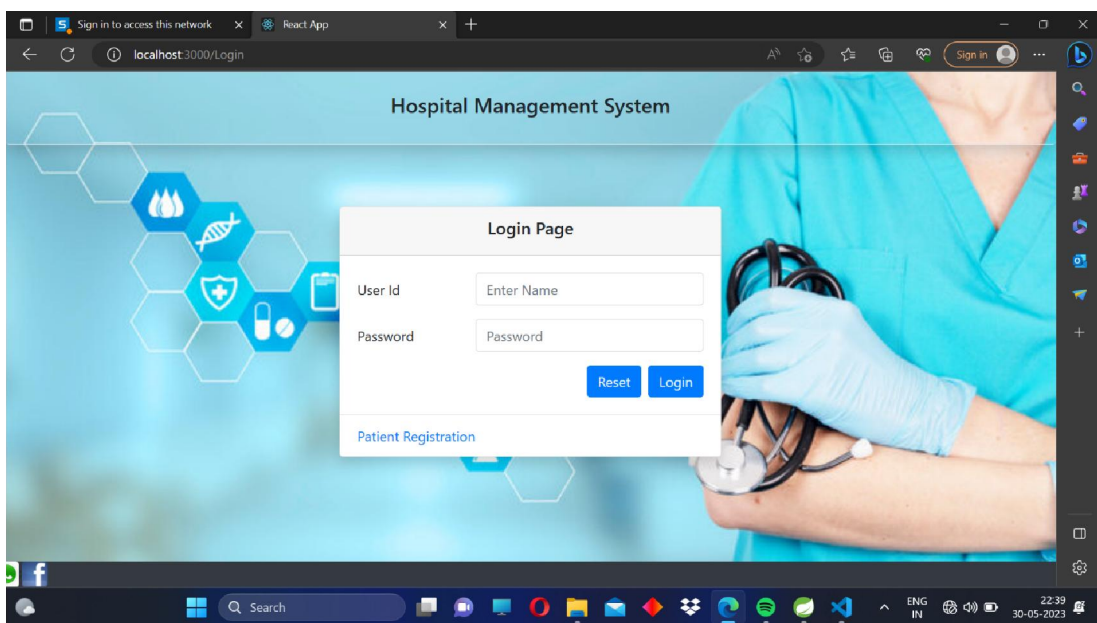 Sign in to access this network
React App
localhost:3000/Login
Sign in
Hospital Management System
Login Page
User Id
Enter Name
Password
Password
Reset
Login
Patient Registration
Search
ENG
IN
22:39
30-05-2023